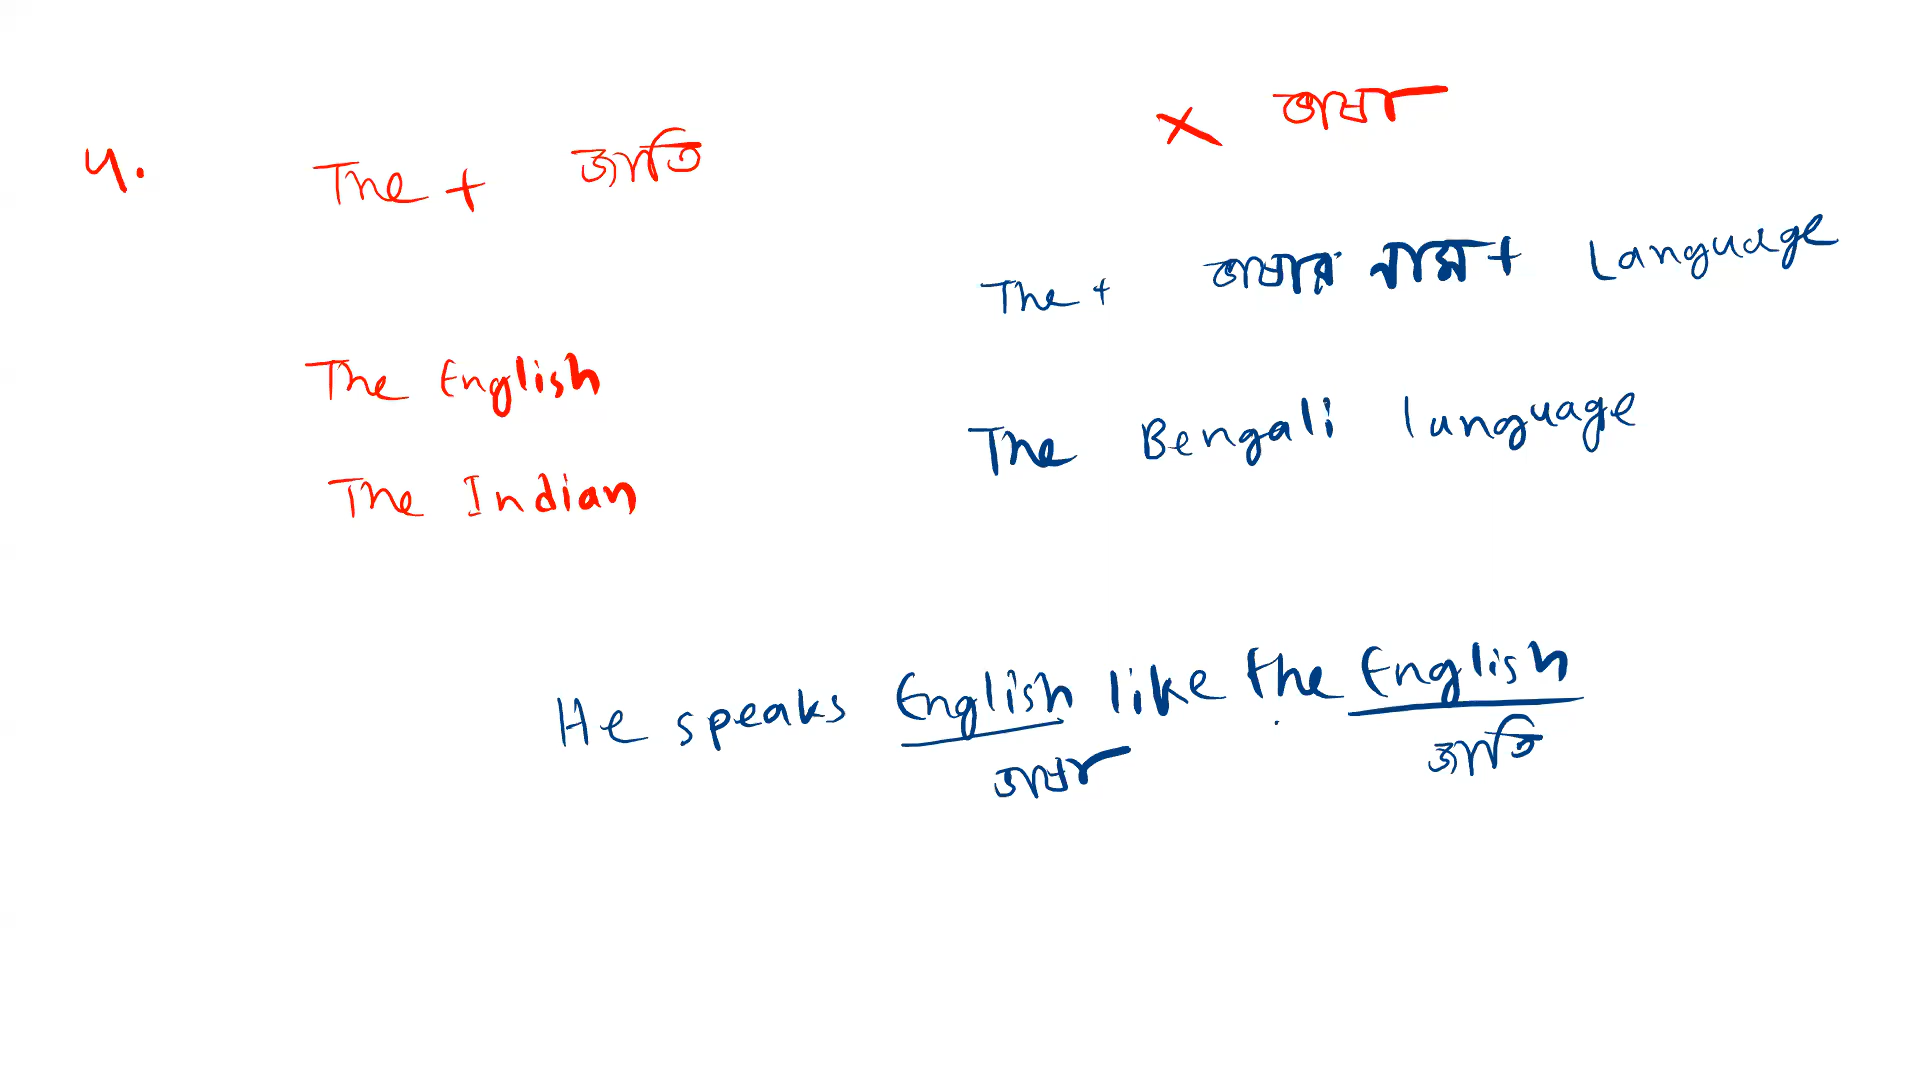 4. The + জাতি × ভাষা
The + ভাষার নাম + Language
The English
The Bengali language
The Indian
He speaks English like the English
ভাষা জাতি